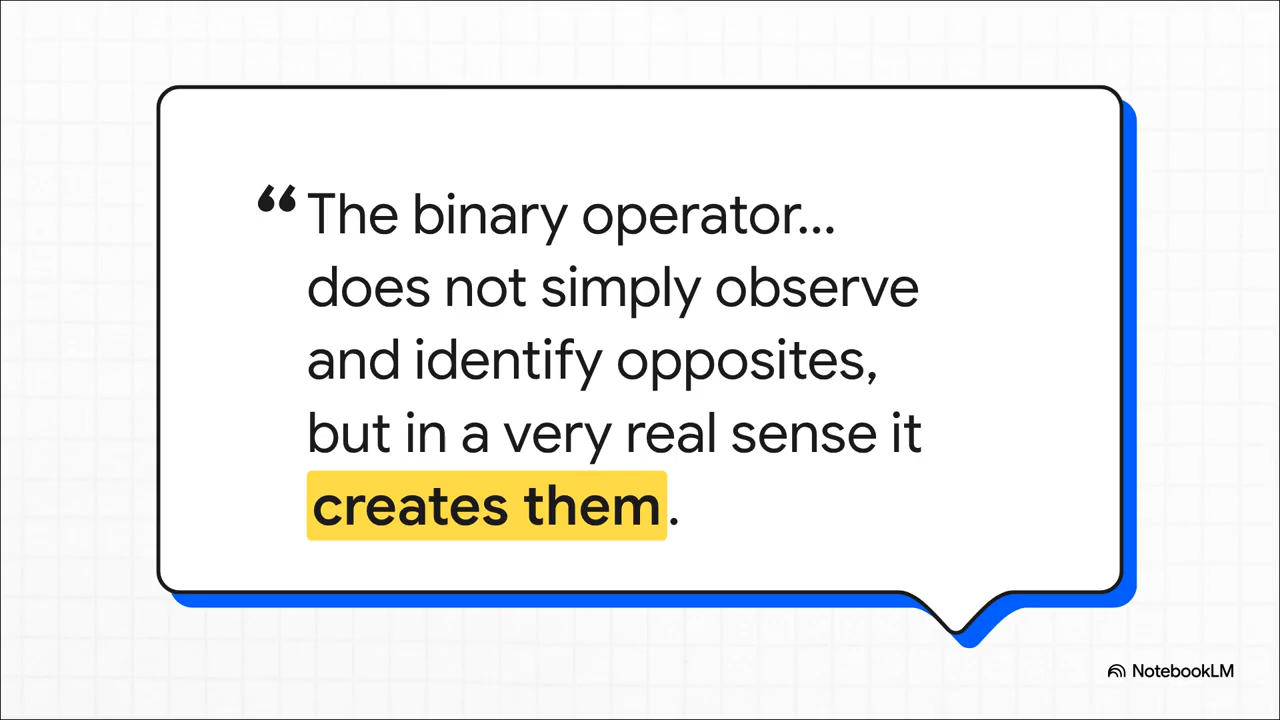 “The binary operator...
does not simply observe
and identify opposites,
but in a very real sense it
creates them.
NotebookLM